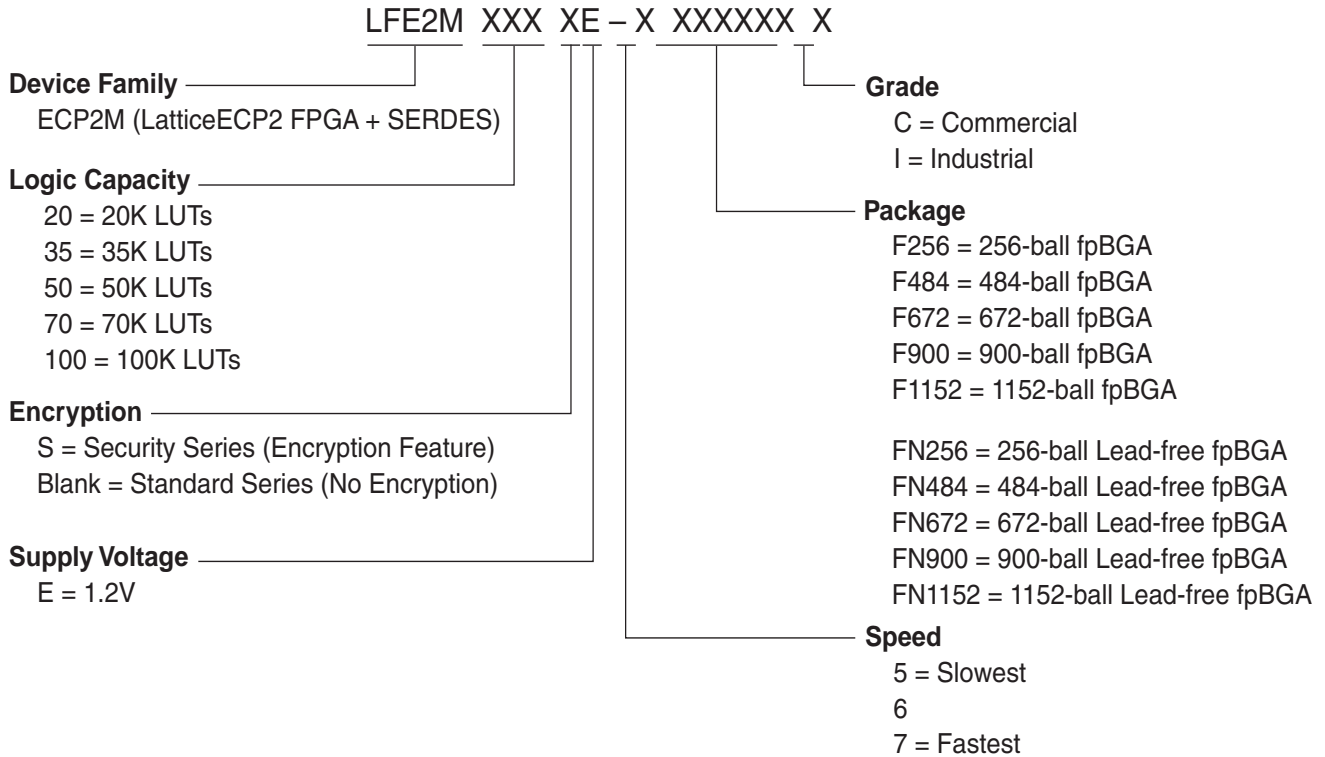 LFE2M XXX XE – X XXXXXX X
Device Family
ECP2M (LatticeECP2 FPGA + SERDES)
Logic Capacity
20 = 20K LUTs
35 = 35K LUTs
50 = 50K LUTs
70 = 70K LUTs
100 = 100K LUTs
Encryption
S = Security Series (Encryption Feature)
Blank = Standard Series (No Encryption)
Supply Voltage
E = 1.2V
Grade
C = Commercial
I = Industrial
Package
F256 = 256-ball fpBGA
F484 = 484-ball fpBGA
F672 = 672-ball fpBGA
F900 = 900-ball fpBGA
F1152 = 1152-ball fpBGA
FN256 = 256-ball Lead-free fpBGA
FN484 = 484-ball Lead-free fpBGA
FN672 = 672-ball Lead-free fpBGA
FN900 = 900-ball Lead-free fpBGA
FN1152 = 1152-ball Lead-free fpBGA
Speed
5 = Slowest
6
7 = Fastest